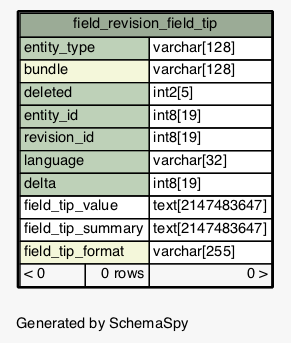 field_revision_field_tip
entity_type varchar[128]
bundle varchar[128]
deleted int2[5]
entity_id int8[19]
revision_id int8[19]
language varchar[32]
delta int8[19]
field_tip_value text[2147483647]
field_tip_summary text[2147483647]
field_tip_format varchar[255]
< 0 0 rows 0 >
Generated by SchemaSpy